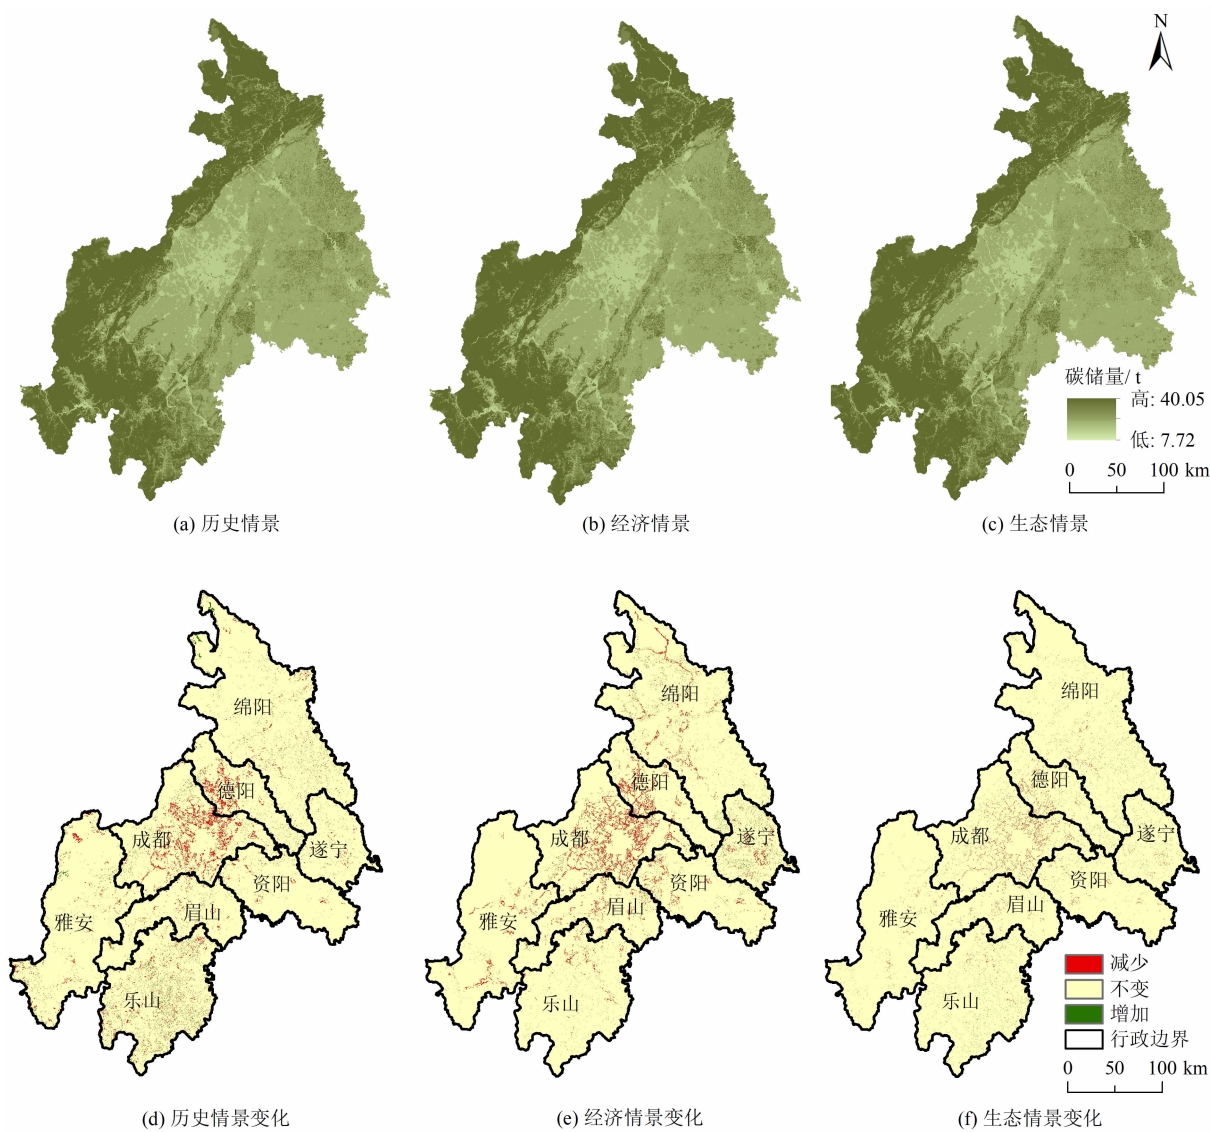 N
碳储量/ t
高: 40.05
低: 7.72
0 50 100 km
(a) 历史情景
(b) 经济情景
(c) 生态情景
绵阳
德阳
成都
遂宁
资阳
雅安
眉山
乐山
绵阳
德阳
成都
遂宁
资阳
雅安
眉山
乐山
绵阳
德阳
成都
遂宁
资阳
雅安
眉山
乐山
减少
不变
增加
行政边界
0 50 100 km
(d) 历史情景变化
(e) 经济情景变化
(f) 生态情景变化